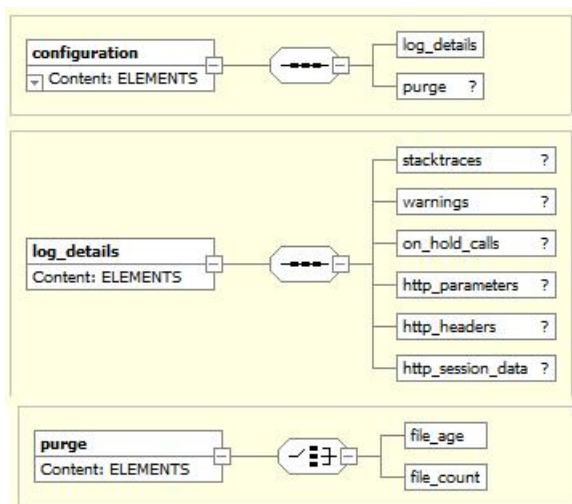 configuration
Content: ELEMENTS
log_details
purge ?
log_details
Content: ELEMENTS
stacktraces ?
warnings ?
on_hold_calls ?
http_parameters ?
http_headers ?
http_session_data ?
purge
Content: ELEMENTS
file_age
file_count